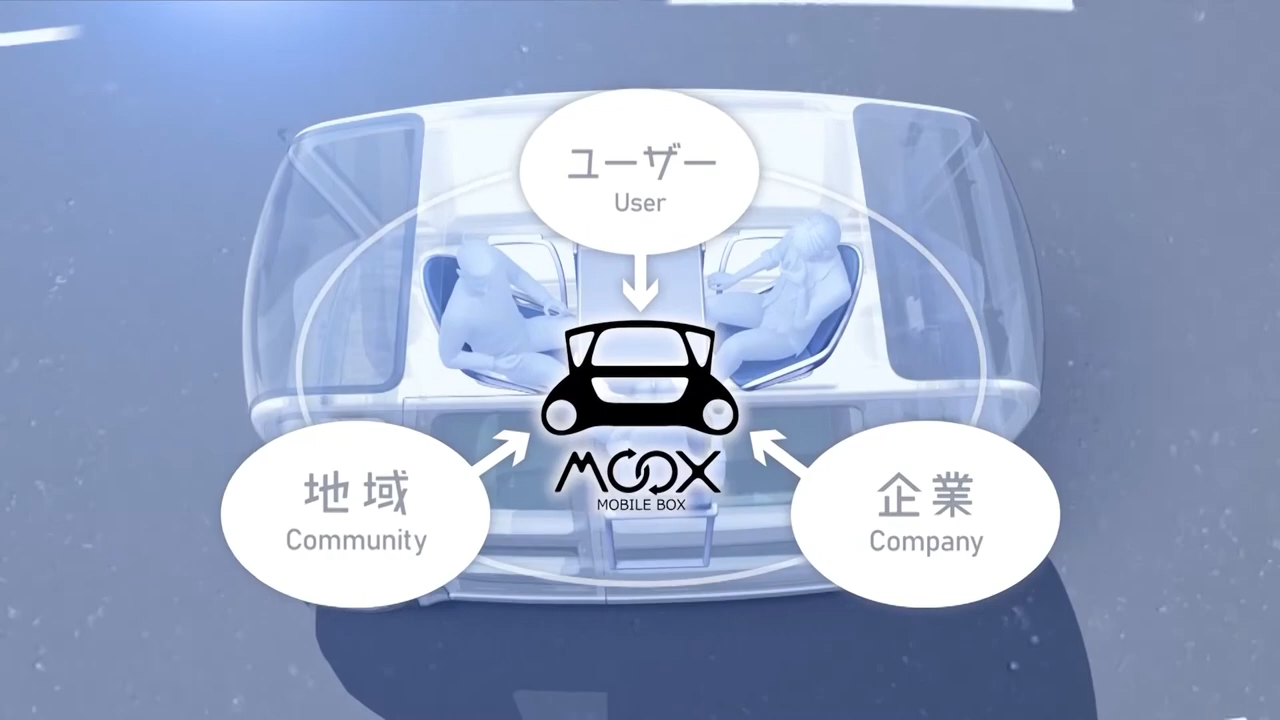 ユーザー
User
地域
Community
企業
Company
MOOX
MOBILE BOX